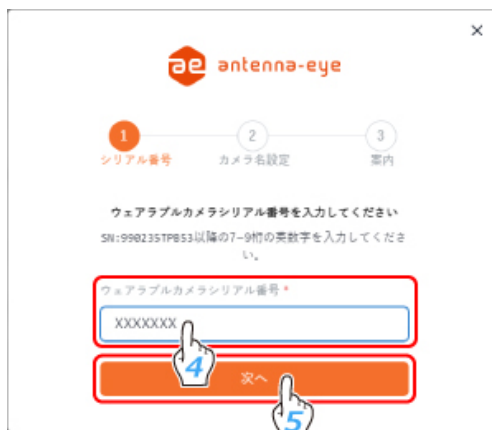 ×
ae antenna-eye
1
2
3
シリアル番号
カメラ名設定
案内
ウェアラブルカメラシリアル番号を入力してください
SN:990235TPB53以降の7-9桁の英数字を入力してくださ
い。
ウェアラブルカメラシリアル番号 *
XXXXXXX
4
次へ
5